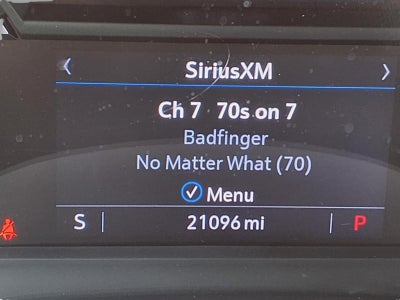 SiriusXM
Ch 7 70s on 7
Badfinger
No Matter What (70)
Menu
S 21096 mi P